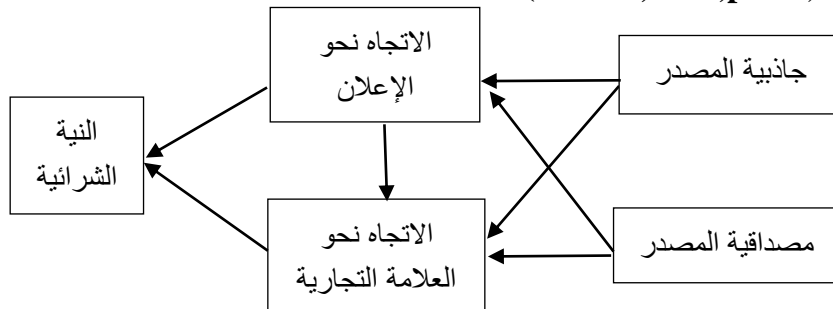 جاذبية المصدر
مصداقية المصدر
الاتجاه نحو
الإعلان
الاتجاه نحو
العلامة التجارية
النية
الشرائية